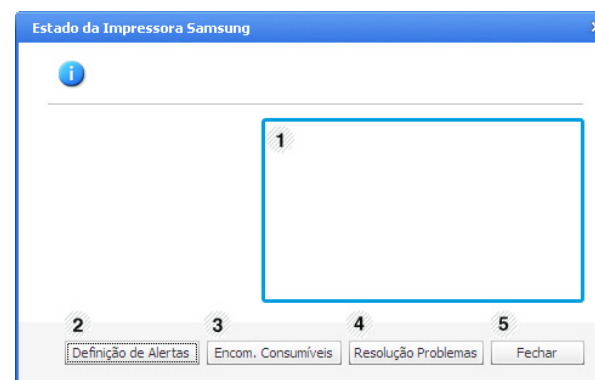 Estado da Impressora Samsung
1
2 3 4 5
Definição de Alertas Encom. Consumíveis Resolução Problemas Fechar